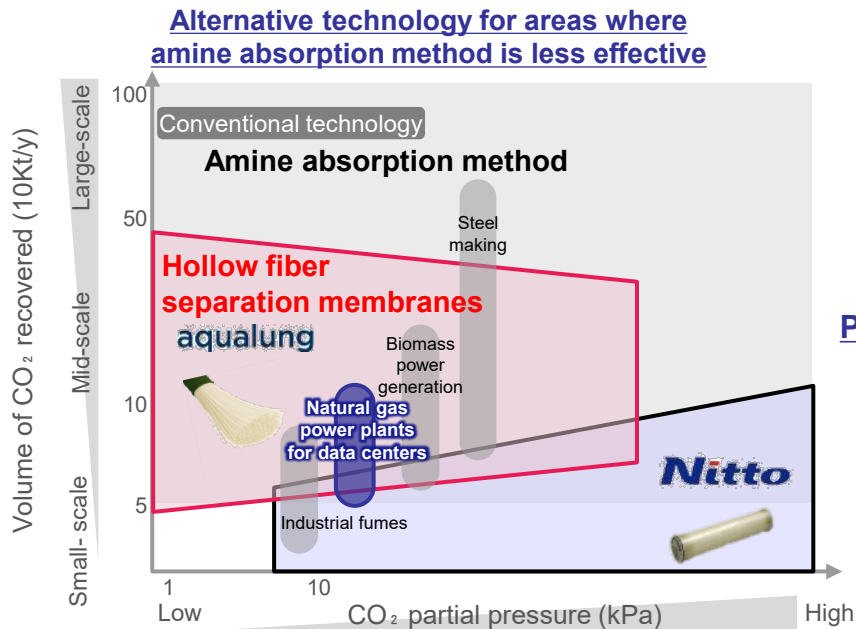 Alternative technology for areas where
amine absorption method is less effective
Volume of CO₂ recovered (10Kt/y)
Large-scale
Mid-scale
Small- scale
100
50
10
5
Conventional technology
Amine absorption method
Steel
making
Hollow fiber
separation membranes
aqualung
Biomass
power
generation
Natural gas
power plants
for data centers
Industrial fumes
Nitto
P
1
10
Low
CO₂ partial pressure (kPa)
High